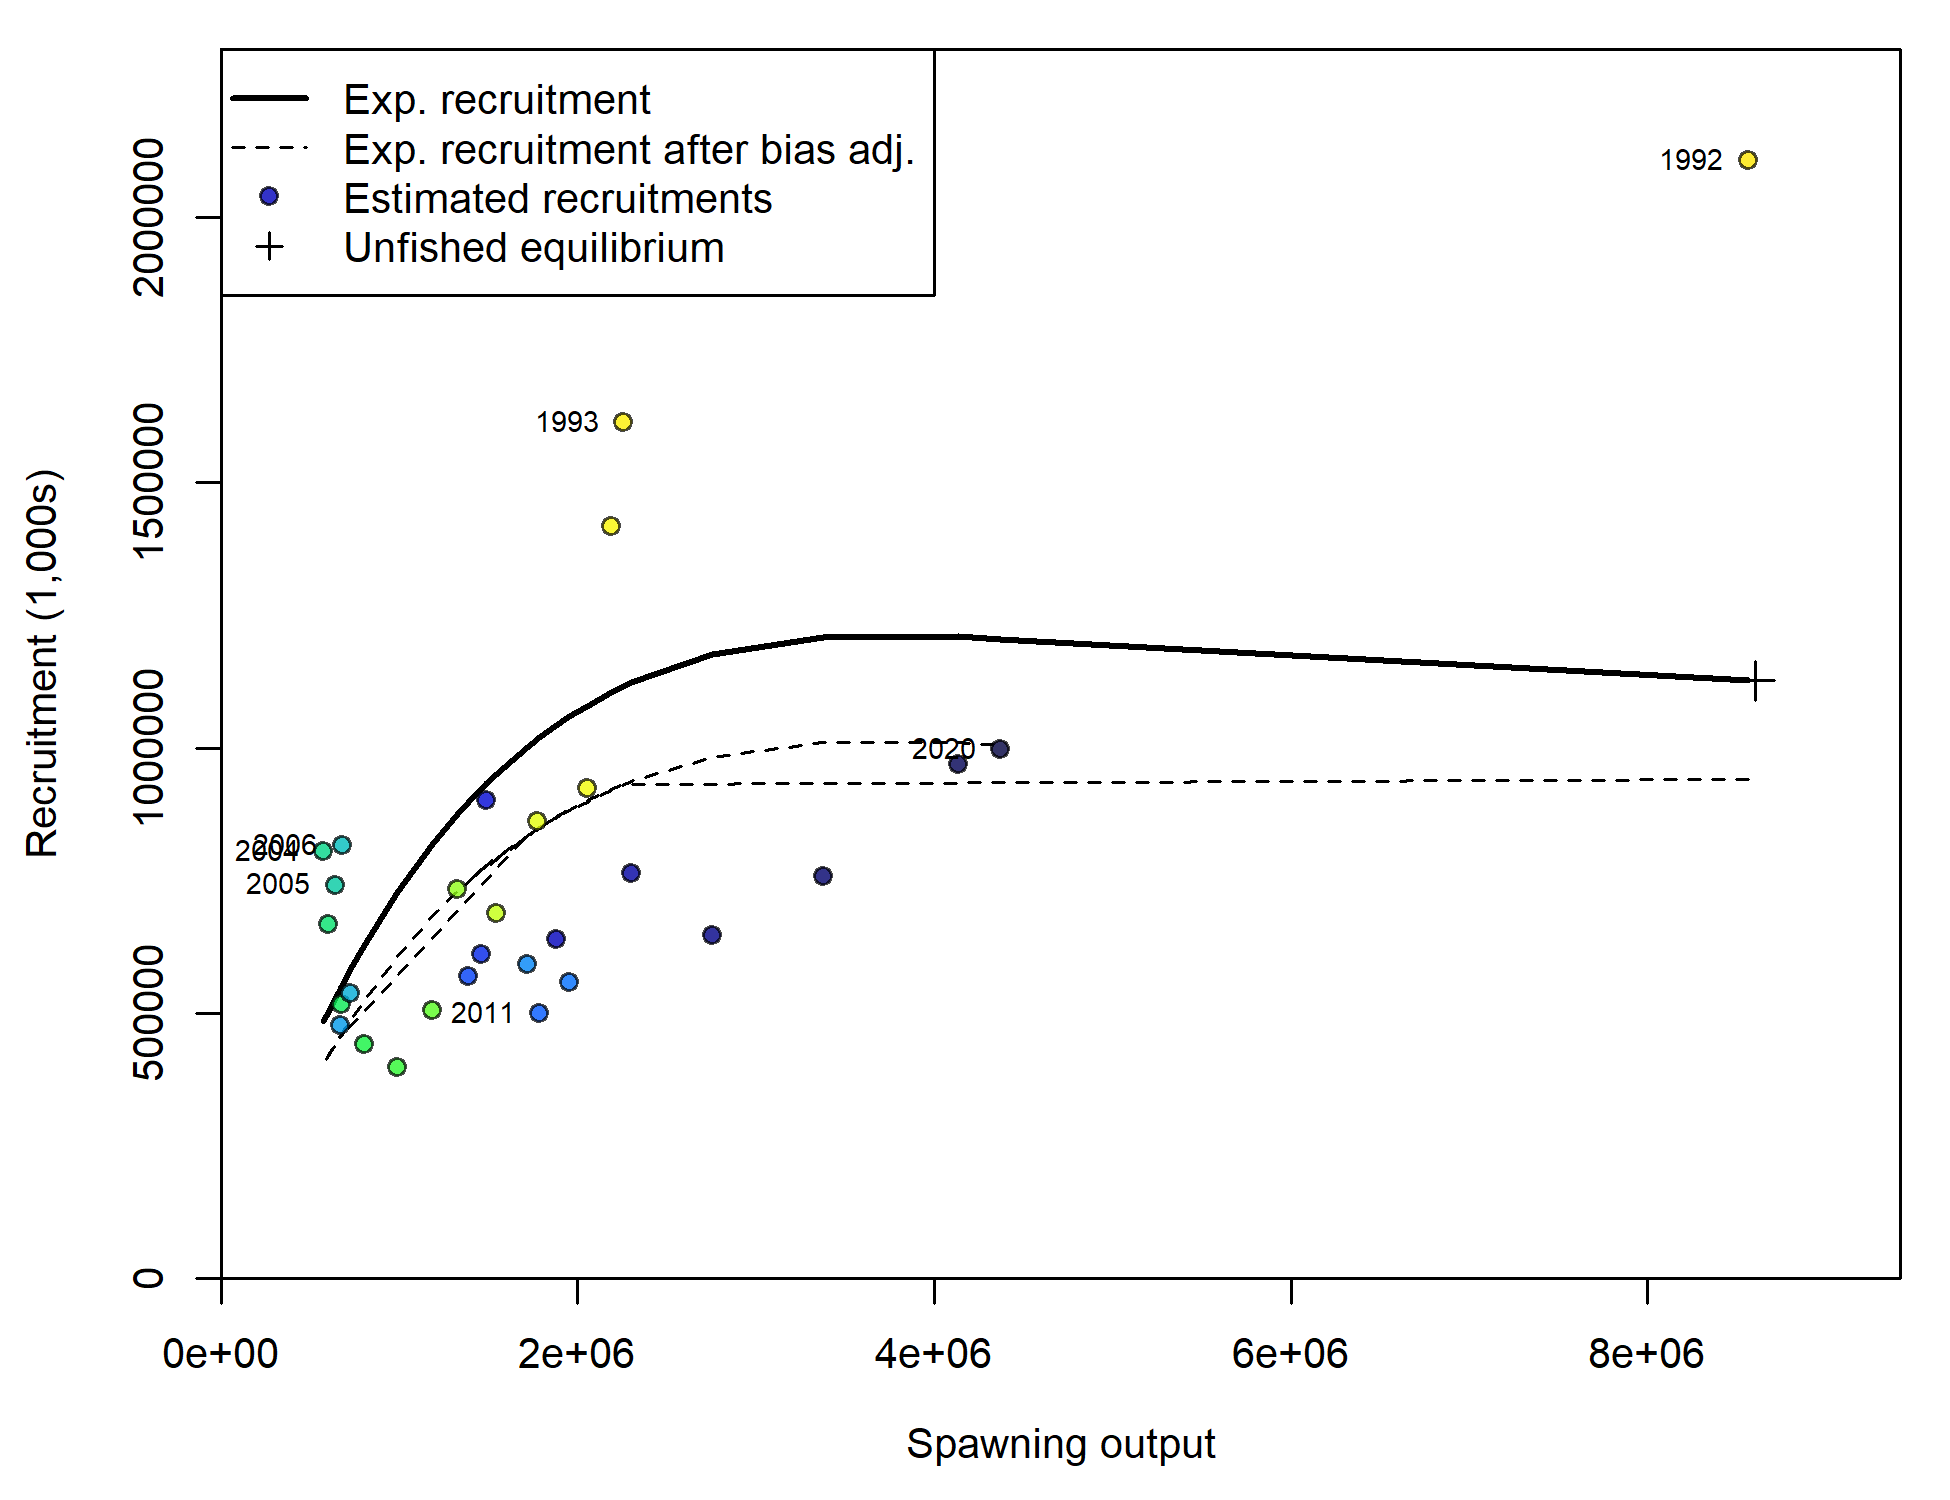 Exp. recruitment
Exp. recruitment after bias adj.
Estimated recruitments
Unfished equilibrium
1992
1993
2020
2006
2004
2005
2011
Recruitment (1,000s)
2000000
1500000
1000000
500000
0
0e+00 2e+06 4e+06 6e+06 8e+06
Spawning output